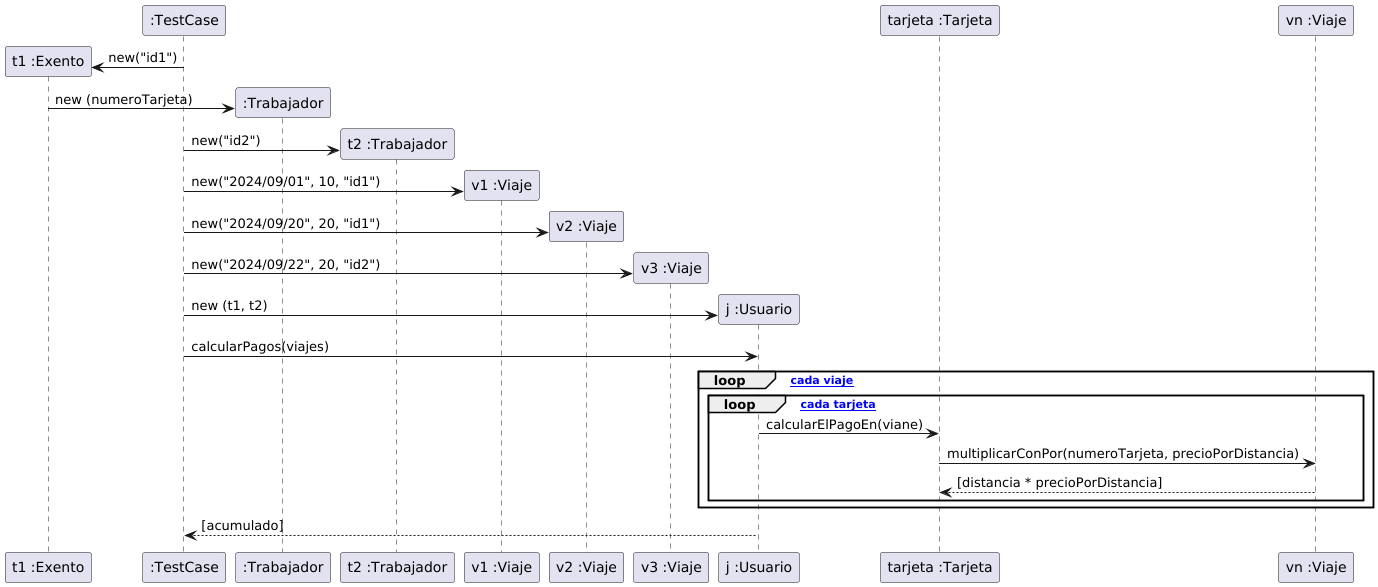 :TestCase
tarjeta :Tarjeta
vn :Viaje
t1 :Exento
new("id1")
new (numeroTarjeta)
:Trabajador
new("id2")
t2 :Trabajador
new("2024/09/01", 10, "id1")
v1 :Viaje
new("2024/09/20", 20, "id1")
v2 :Viaje
new("2024/09/22", 20, "id2")
v3 :Viaje
new (t1, t2)
j :Usuario
calcularPagos(viajes)
loop
cada viaje
loop
cada tarjeta
calcularElPagoEn(viane)
multiplicarConPor(numeroTarjeta, precioPorDistancia)
[distancia * precioPorDistancia]
[acumulado]
t1 :Exento
:TestCase
:Trabajador
t2 :Trabajador
v1 :Viaje
v2 :Viaje
v3 :Viaje
j :Usuario
tarjeta :Tarjeta
vn :Viaje